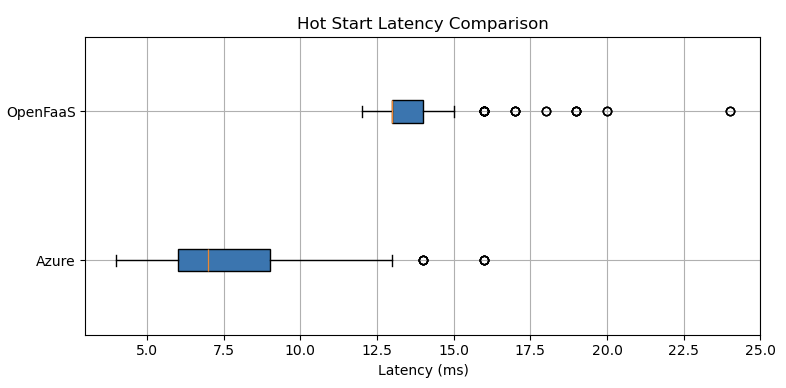 Hot Start Latency Comparison
OpenFaaS
Azure
5.0 7.5 10.0 12.5 15.0 17.5 20.0 22.5 25.0
Latency (ms)